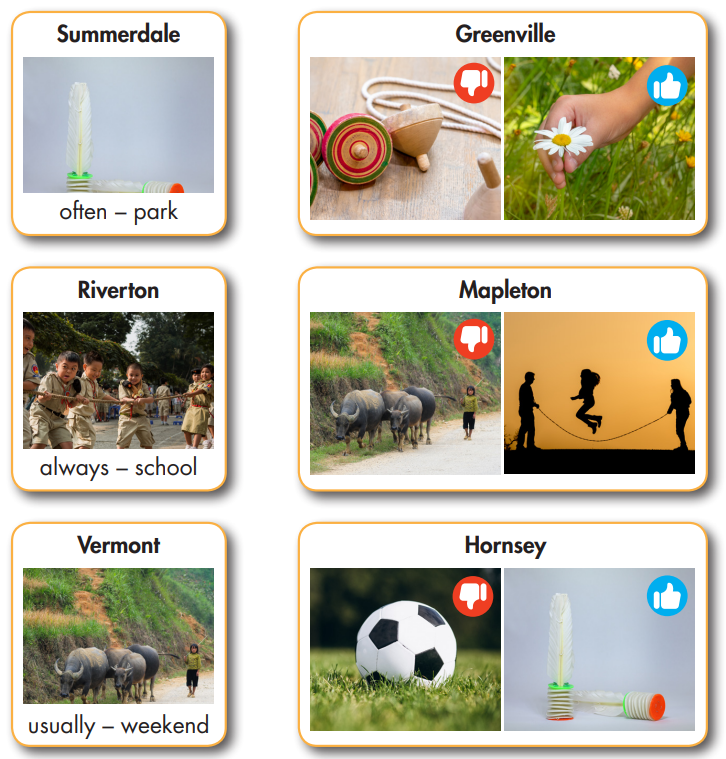 Summerdale
often – park
Greenville
Riverton
always – school
Mapleton
Vermont
usually – weekend
Hornsey